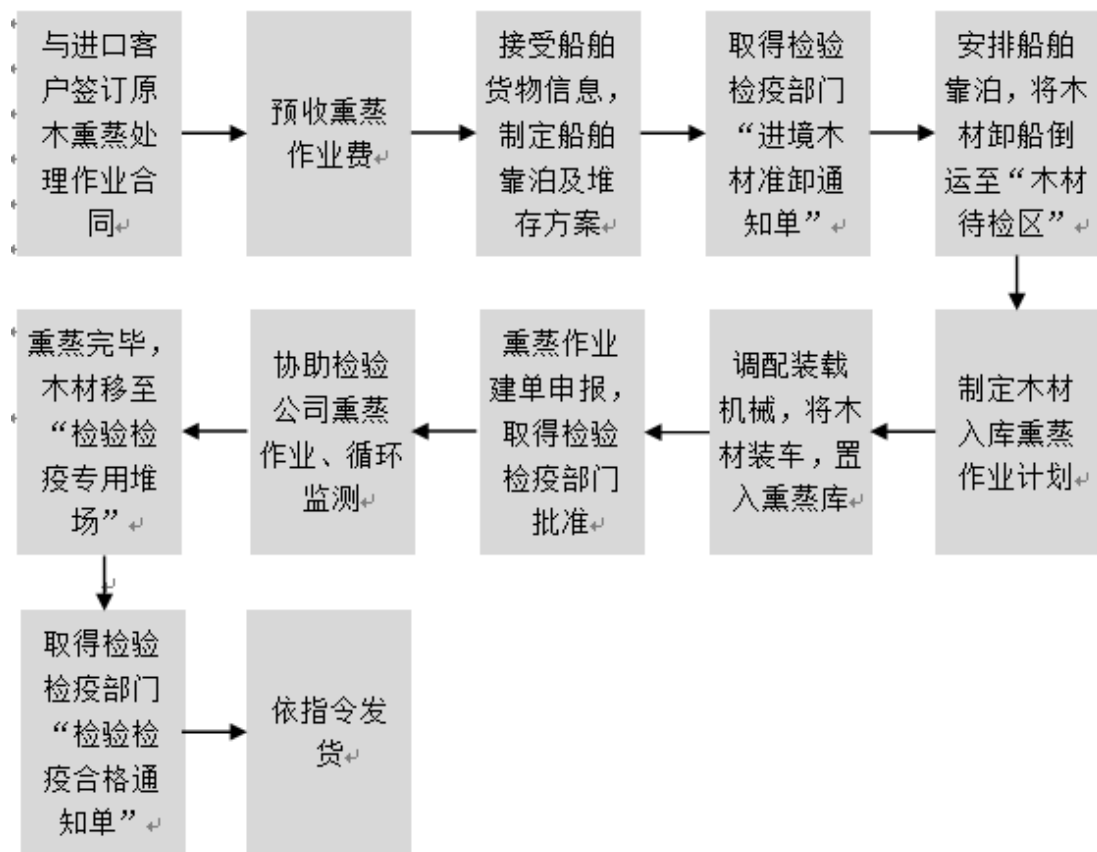 与进口客
户签订原
木熏蒸处
理作业合
同
预收熏蒸
作业费
接受船舶
货物信息，
制定船舶
靠泊及堆
存方案
取得检验
检疫部门
“进境木
材准卸通
知单”
安排船舶
靠泊，将木
材卸船倒
运至“木材
待检区”
制定木材
入库熏蒸
作业计划
调配装载
机械，将木
材装车，置
入熏蒸库
熏蒸作业
建单申报，
取得检验
检疫部门
批准
协助检验
公司熏蒸
作业、循环
监测
熏蒸完毕，
木材移至
“检验检
疫专用堆
场”
取得检验
检疫部门
“检验检
疫合格通
知单”
依指令发
货